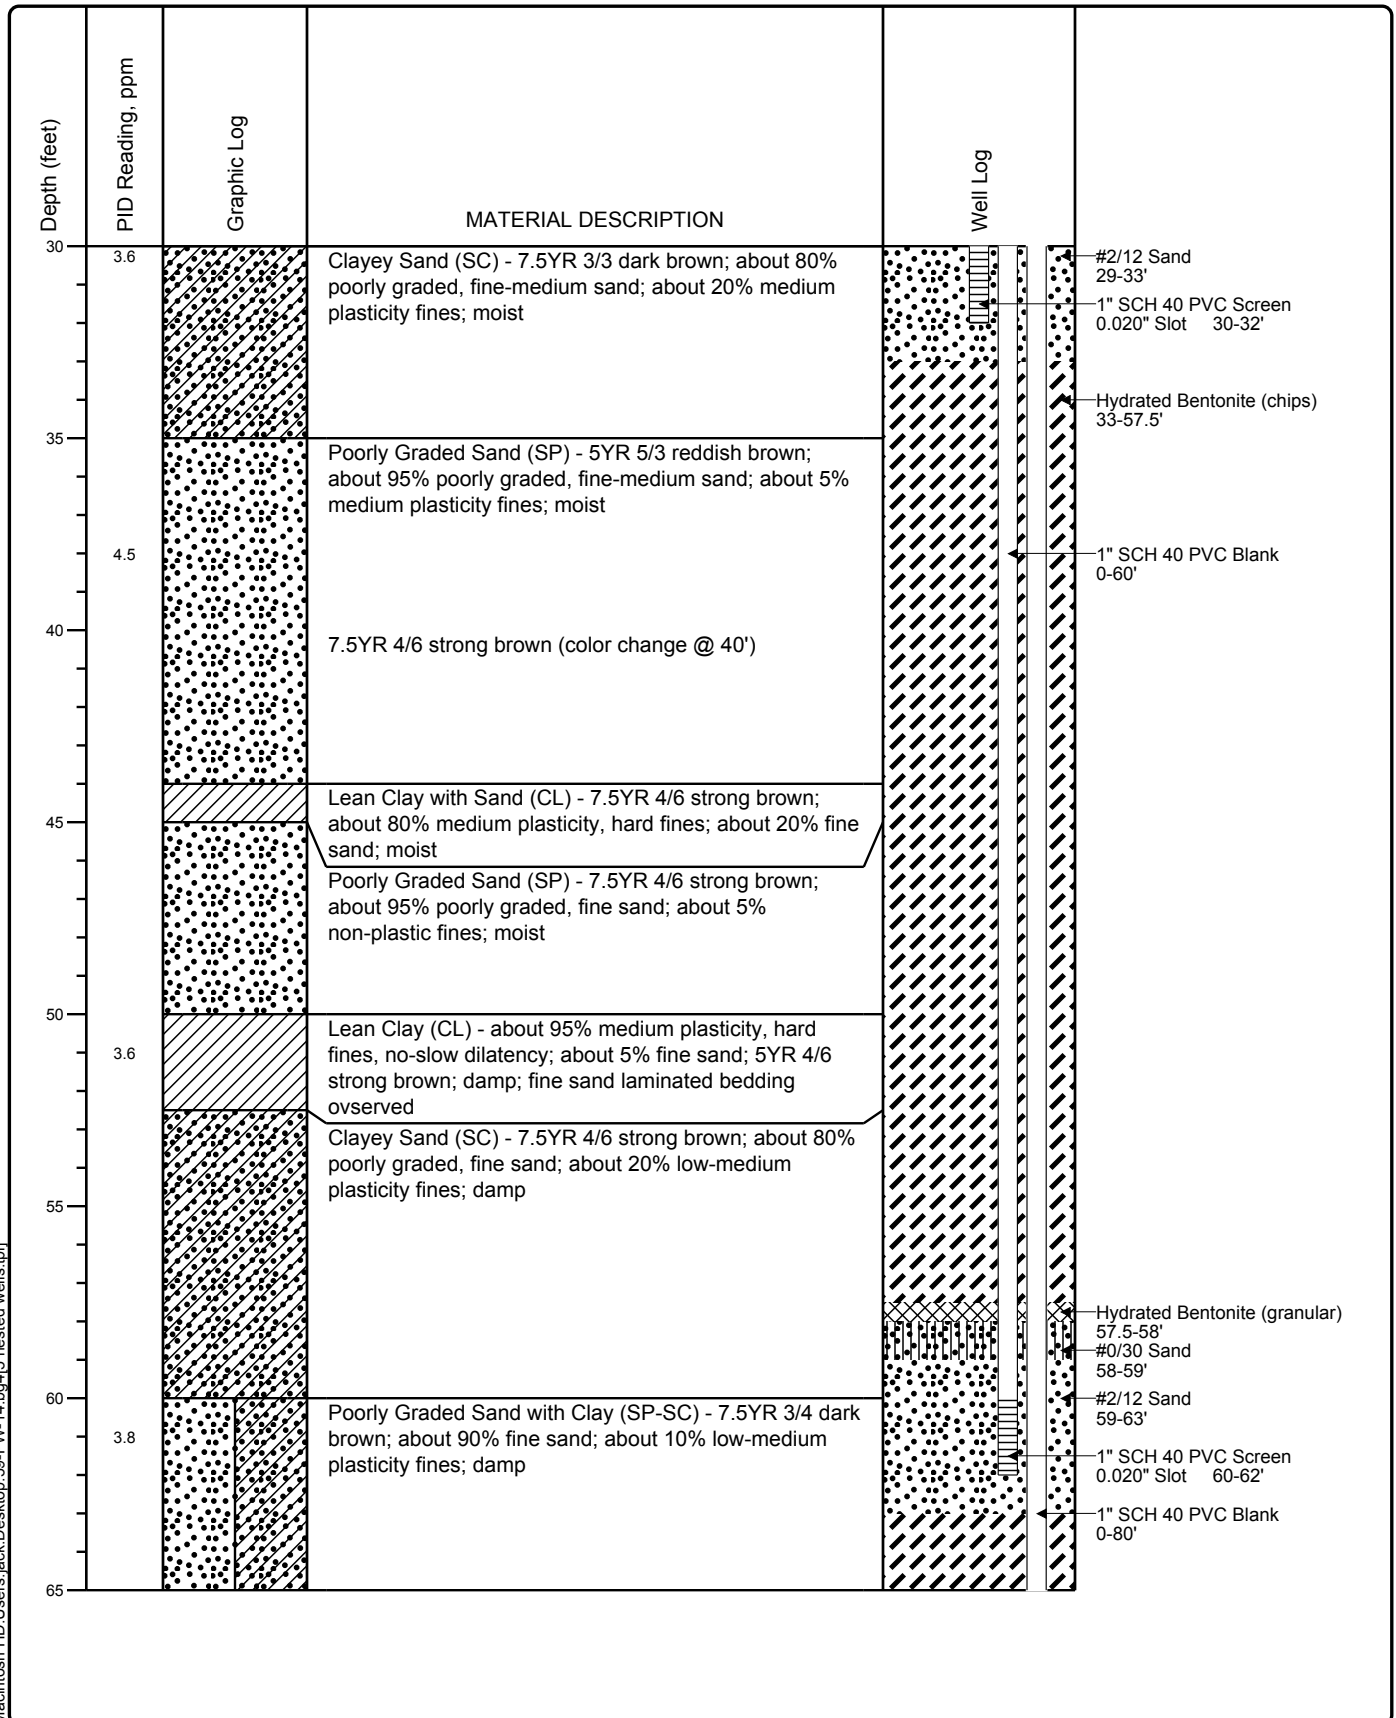 Depth (feet)
PID Reading, ppm
Graphic Log
MATERIAL DESCRIPTION
Well Log
30
3.6
Clayey Sand (SC) - 7.5YR 3/3 dark brown; about 80%
poorly graded, fine-medium sand; about 20% medium
plasticity fines; moist
#2/12 Sand
29-33'
1" SCH 40 PVC Screen
0.020" Slot 30-32'
Hydrated Bentonite (chips)
33-57.5'
35
Poorly Graded Sand (SP) - 5YR 5/3 reddish brown;
about 95% poorly graded, fine-medium sand; about 5%
medium plasticity fines; moist
4.5
1" SCH 40 PVC Blank
0-60'
40
7.5YR 4/6 strong brown (color change @ 40')
Lean Clay with Sand (CL) - 7.5YR 4/6 strong brown;
about 80% medium plasticity, hard fines; about 20% fine
sand; moist
45
Poorly Graded Sand (SP) - 7.5YR 4/6 strong brown;
about 95% poorly graded, fine sand; about 5%
non-plastic fines; moist
50
Lean Clay (CL) - about 95% medium plasticity, hard
fines, no-slow dilatency; about 5% fine sand; 5YR 4/6
strong brown; damp; fine sand laminated bedding
ovserved
3.6
Clayey Sand (SC) - 7.5YR 4/6 strong brown; about 80%
poorly graded, fine sand; about 20% low-medium
plasticity fines; damp
55
Hydrated Bentonite (granular)
57.5-58'
#0/30 Sand
58-59'
60
#2/12 Sand
59-63'
Poorly Graded Sand with Clay (SP-SC) - 7.5YR 3/4 dark
brown; about 90% fine sand; about 10% low-medium
plasticity fines; damp
3.8
1" SCH 40 PVC Screen
0.020" Slot 60-62'
1" SCH 40 PVC Blank
0-80'
65